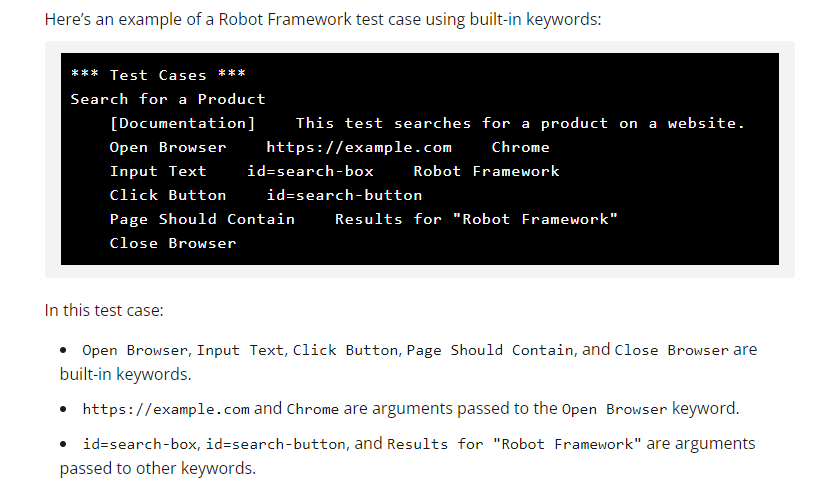 Here’s an example of a Robot Framework test case using built-in keywords:
*** Test Cases ***
Search for a Product
    [Documentation]    This test searches for a product on a website.
    Open Browser    https://example.com    Chrome
    Input Text    id=search-box    Robot Framework
    Click Button    id=search-button
    Page Should Contain    Results for "Robot Framework"
    Close Browser
In this test case:
• Open Browser, Input Text, Click Button, Page Should Contain, and Close Browser are
built-in keywords.
• https://example.com and Chrome are arguments passed to the Open Browser keyword.
• id=search-box, id=search-button, and Results for "Robot Framework" are arguments
passed to other keywords.